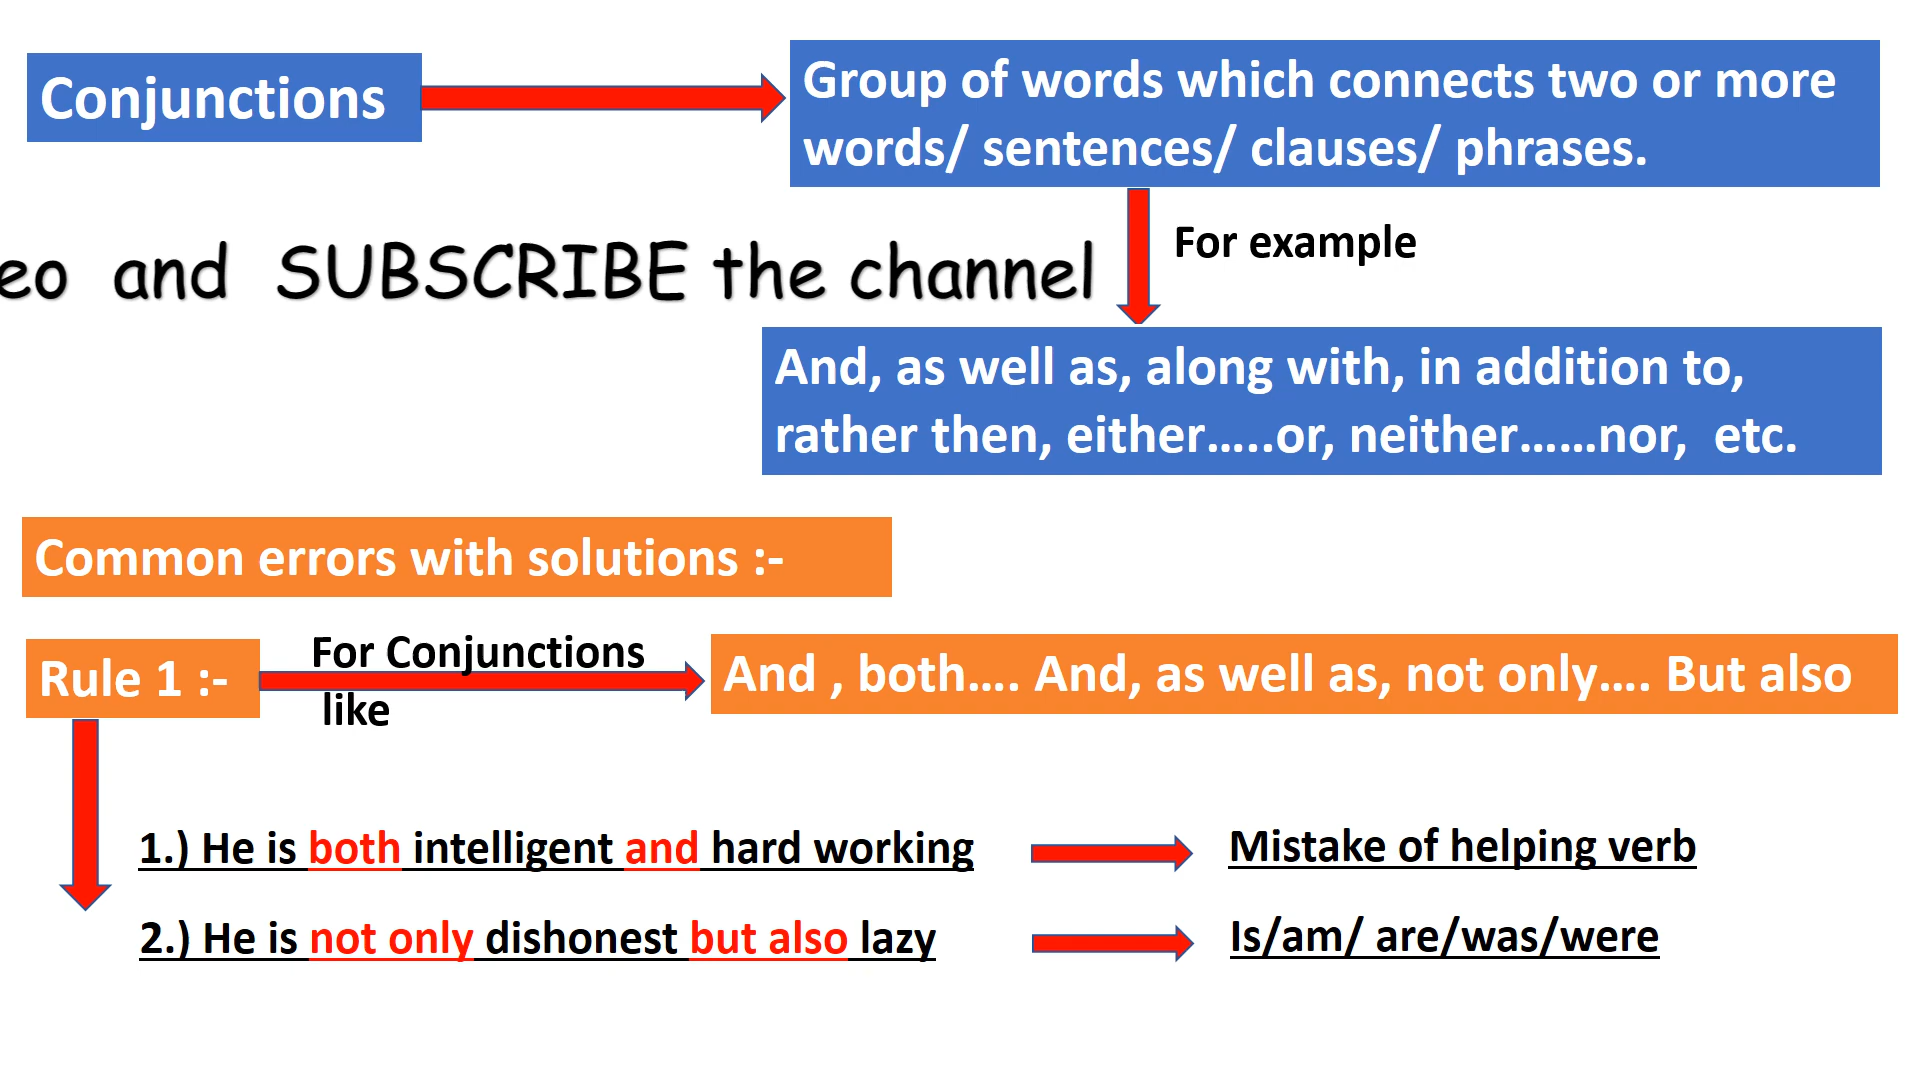 Conjunctions
Group of words which connects two or more
words/ sentences/ clauses/ phrases.
For example
eo and SUBSCRIBE the channel
And, as well as, along with, in addition to,
rather then, either.....or, neither......nor, etc.
Common errors with solutions :-
Rule 1 :-
For Conjunctions
like
And , both.... And, as well as, not only.... But also
1.) He is both intelligent and hard working
Mistake of helping verb
2.) He is not only dishonest but also lazy
Is/am/ are/was/were